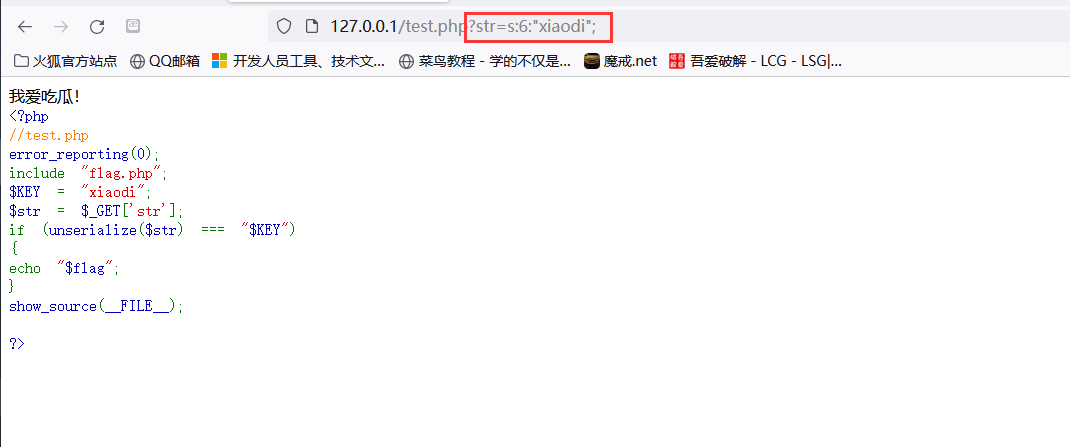 127.0.0.1/test.php?str=s:6:"xiaodi";
火狐官方站点 QQ邮箱 开发人员工具、技术文... 菜鸟教程 - 学的不仅是... 魔戒.net 吾爱破解 - LCG - LSG|...
我爱吃瓜!
<?php
//test.php
error_reporting(0);
include "flag.php";
$KEY = "xiaodi";
$str = $_GET['str'];
if (unserialize($str) === "$KEY")
{
echo "$flag";
}
show_source(__FILE__);
?>